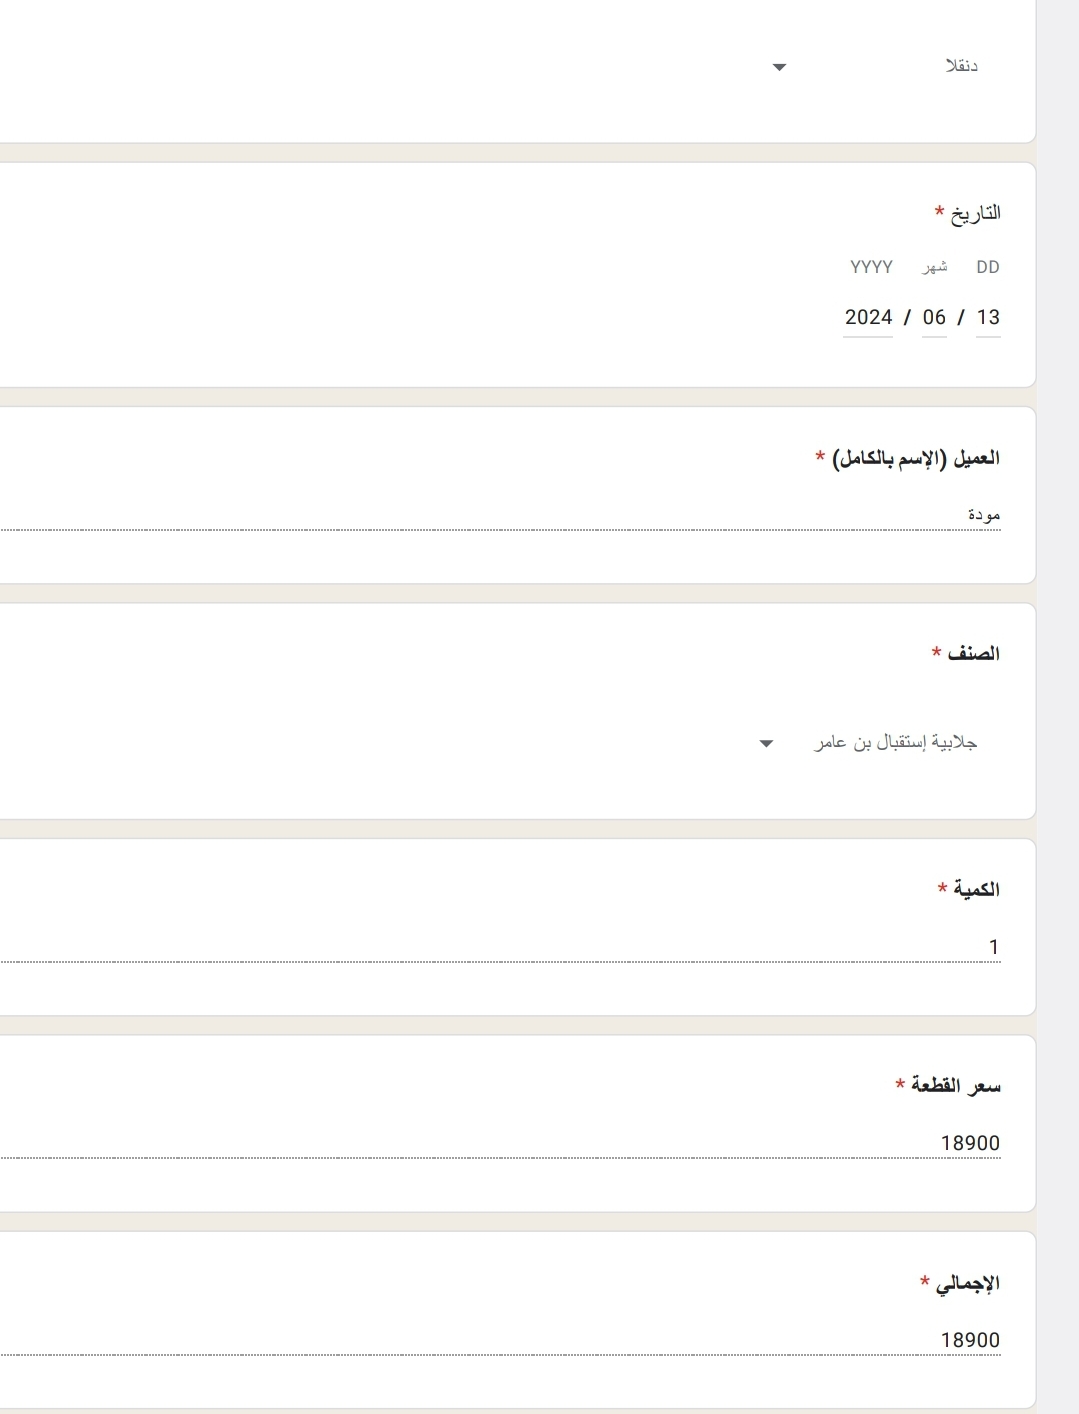 دنقلا
التاريخ *
DD شهر YYYY
13 / 06 / 2024
العميل (الإسم بالكامل) *
مودة
الصنف *
جلابية إستقبال بن عامر
الكمية *
1
سعر القطعة *
18900
الإجمالي *
18900